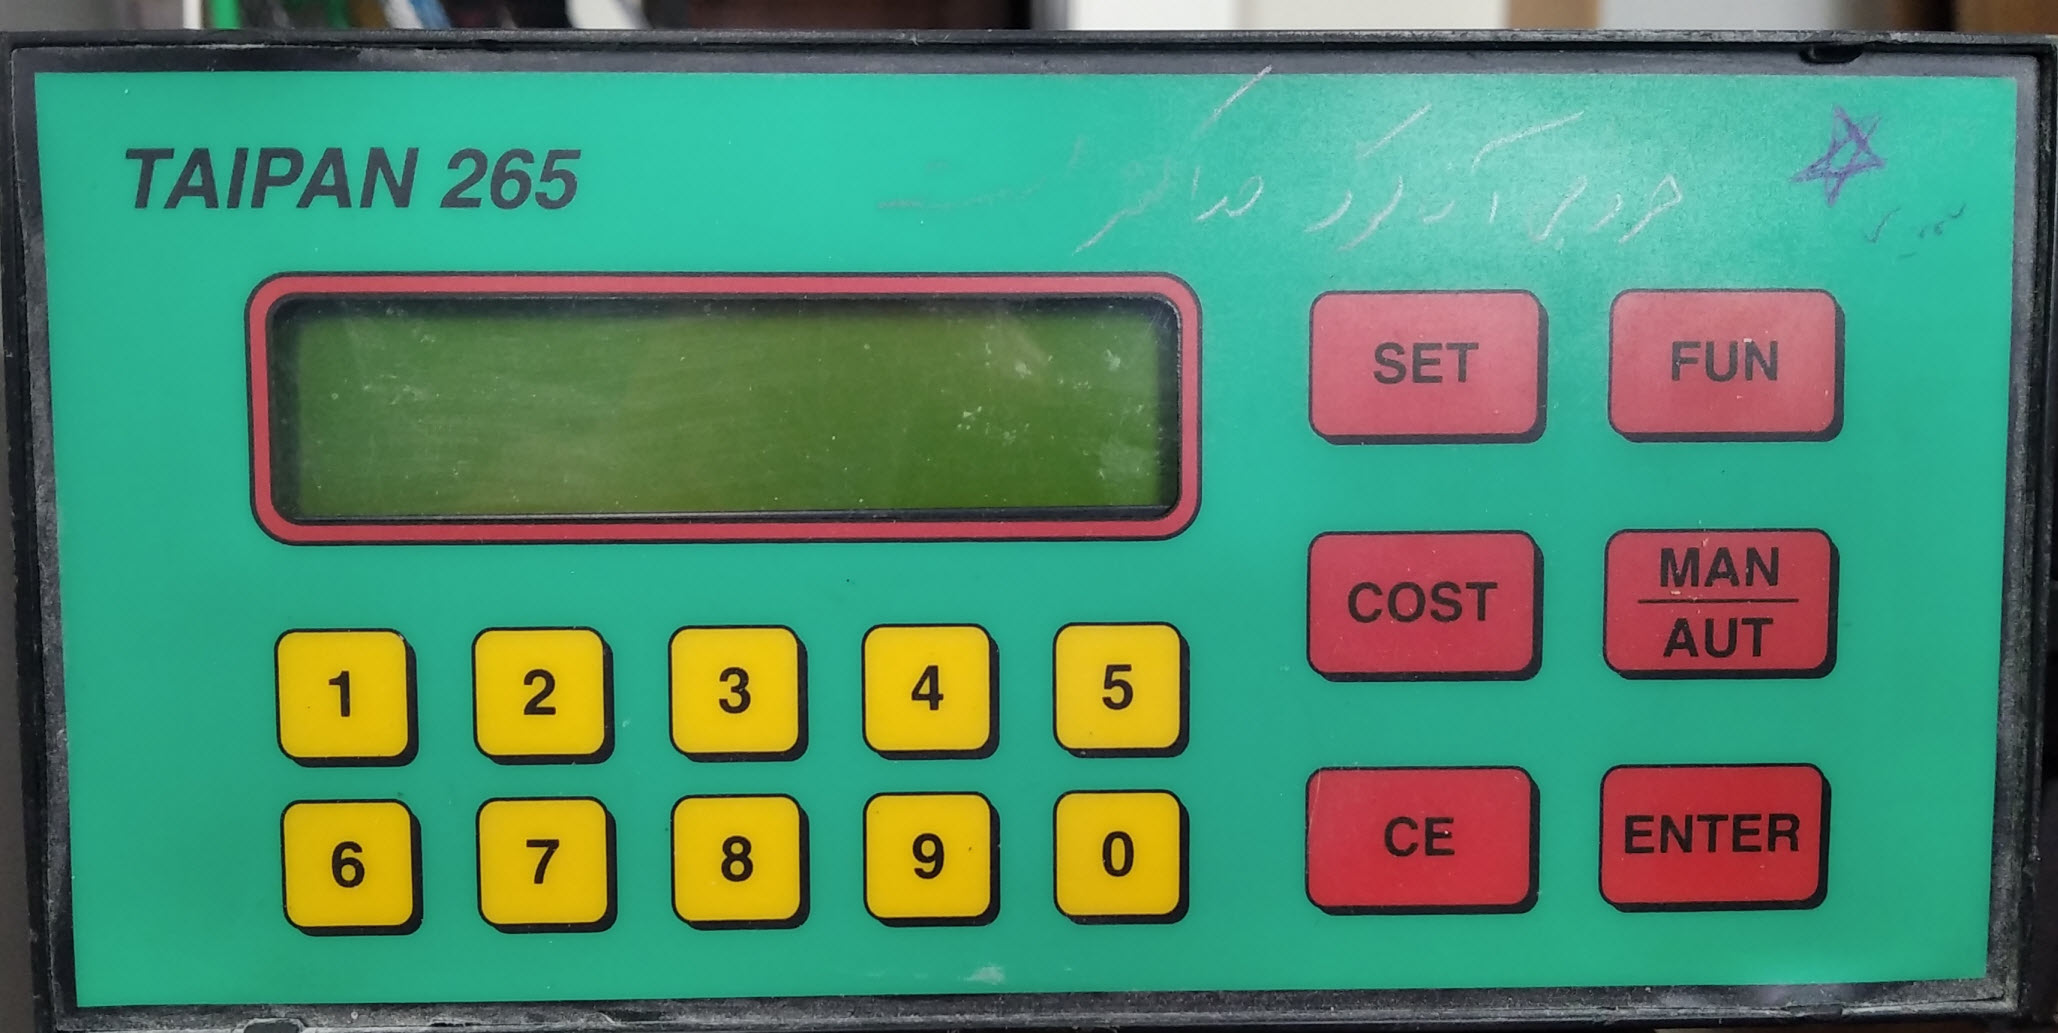 TAIPAN 265
SET FUN
COST MAN
AUT
1 2 3 4 5
6 7 8 9 0
CE ENTER